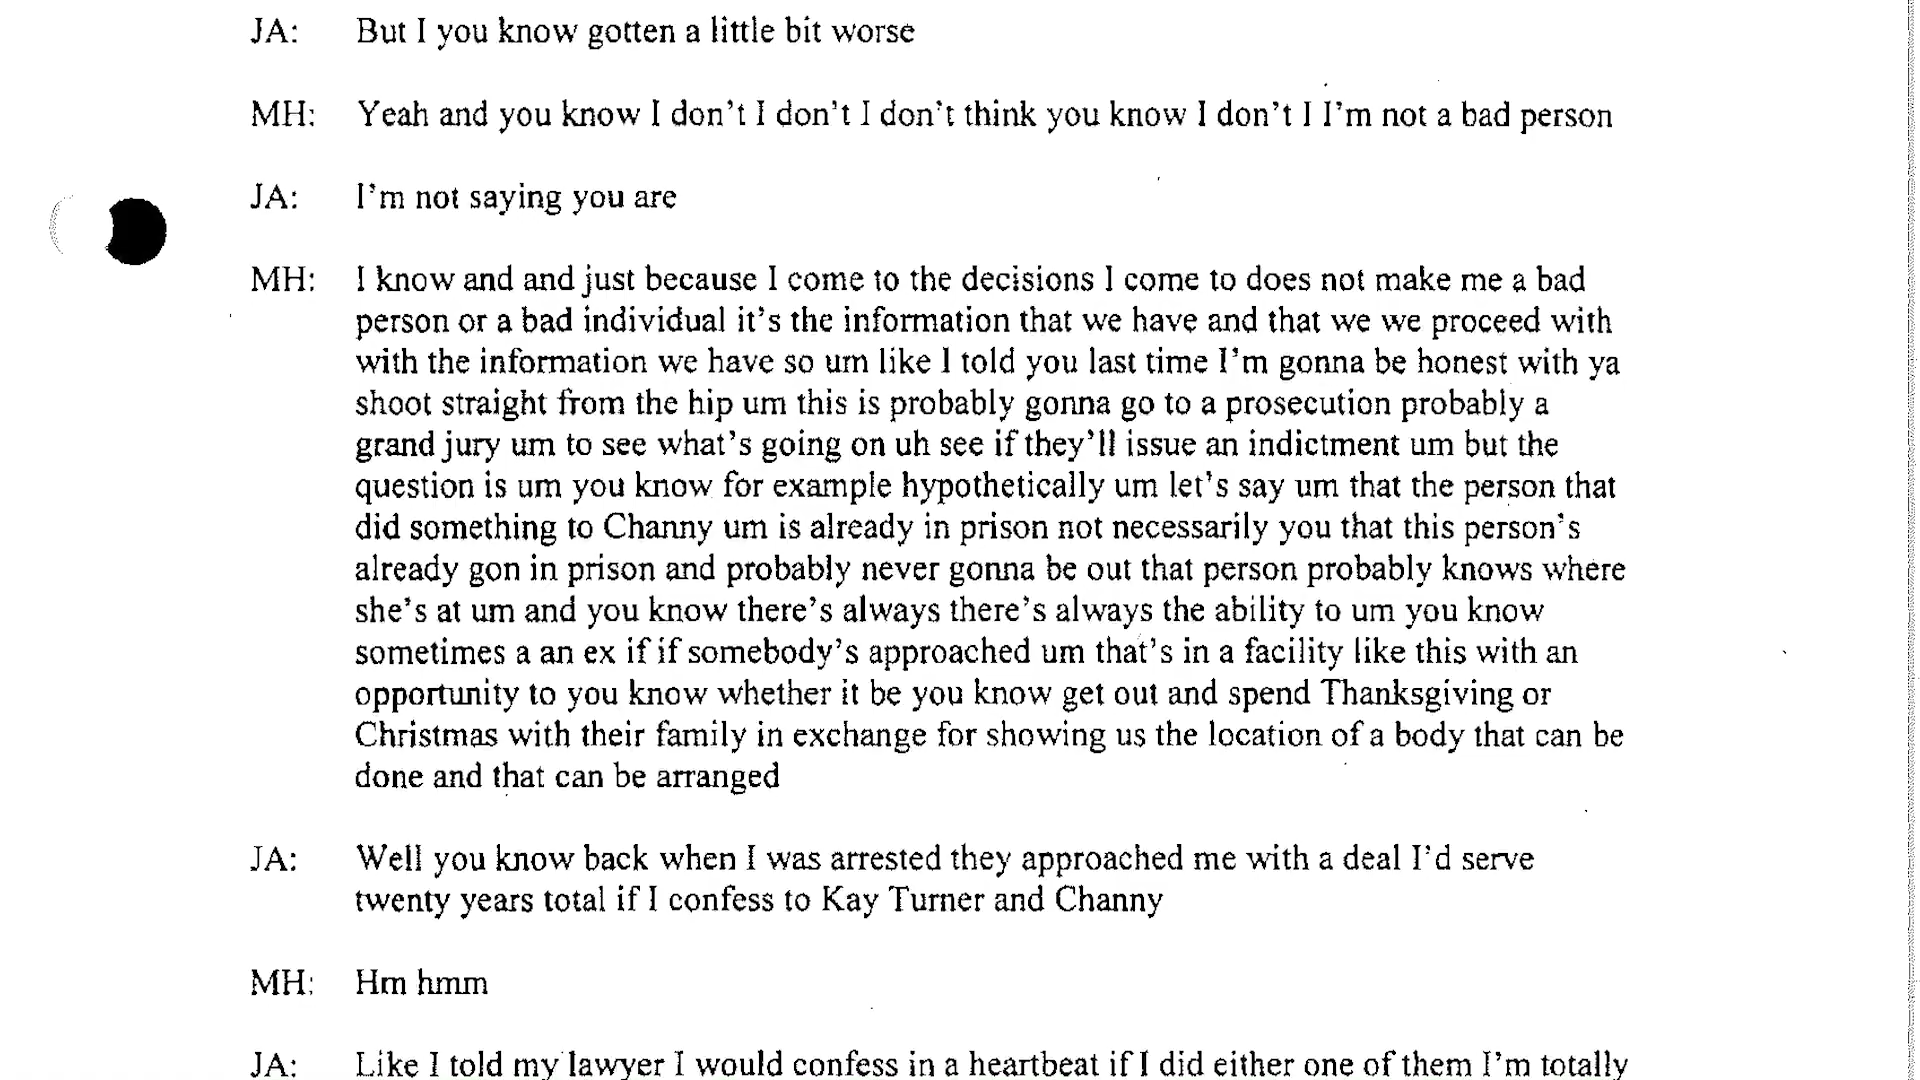 JA: But I you know gotten a little bit worse
MH: Yeah and you know I don't I don't I don't think you know I don't I I'm not a bad person
JA: I'm not saying you are
MH: I know and and just because I come to the decisions I come to does not make me a bad
person or a bad individual it's the information that we have and that we we proceed with
with the information we have so um like I told you last time I'm gonna be honest with ya
shoot straight from the hip um this is probably gonna go to a prosecution probably a
grand jury um to see what's going on uh see if they'll issue an indictment um but the
question is um you know for example hypothetically um let's say um that the person that
did something to Channy um is already in prison not necessarily you that this person's
already gon in prison and probably never gonna be out that person probably knows where
she's at um and you know there's always there's always the ability to um you know
sometimes a an ex if if somebody's approached um that's in a facility like this with an
opportunity to you know whether it be you know get out and spend Thanksgiving or
Christmas with their family in exchange for showing us the location of a body that can be
done and that can be arranged
JA: Well you know back when I was arrested they approached me with a deal I'd serve
twenty years total if I confess to Kay Turner and Channy
MH: Hm hmm
JA: Like I told my lawyer I would confess in a heartbeat if I did either one of them I'm totally